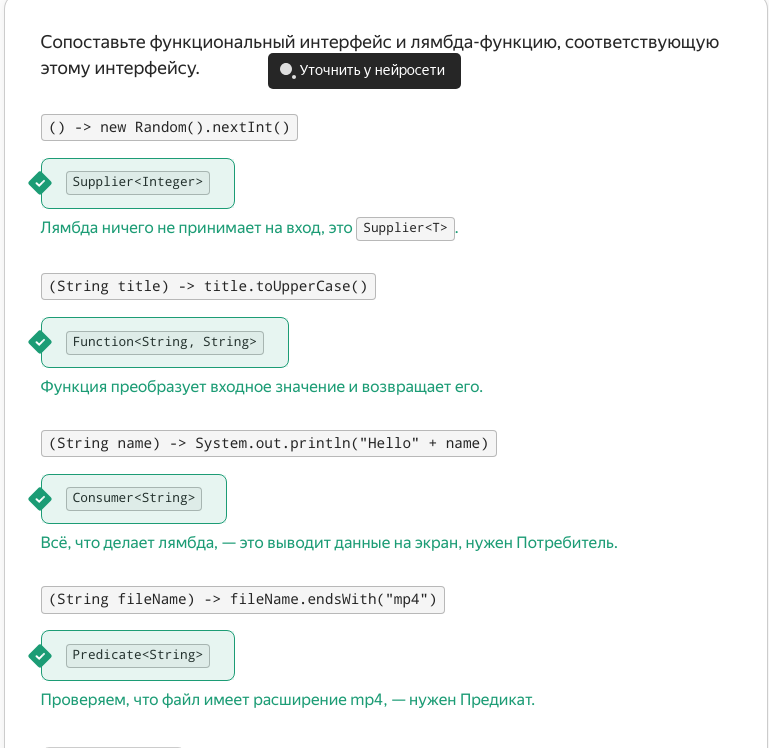 Сопоставьте функциональный интерфейс и лямбда-функцию, соответствующую
этому интерфейсу.
Уточнить у нейросети
() -> new Random().nextInt()
Supplier<Integer>
Лямбда ничего не принимает на вход, это Supplier<T>.
(String title) -> title.toUpperCase()
Function<String, String>
Функция преобразует входное значение и возвращает его.
(String name) -> System.out.println("Hello" + name)
Consumer<String>
Всё, что делает лямбда, — это выводит данные на экран, нужен Потребитель.
(String fileName) -> fileName.endsWith("mp4")
Predicate<String>
Проверяем, что файл имеет расширение mp4, — нужен Предикат.